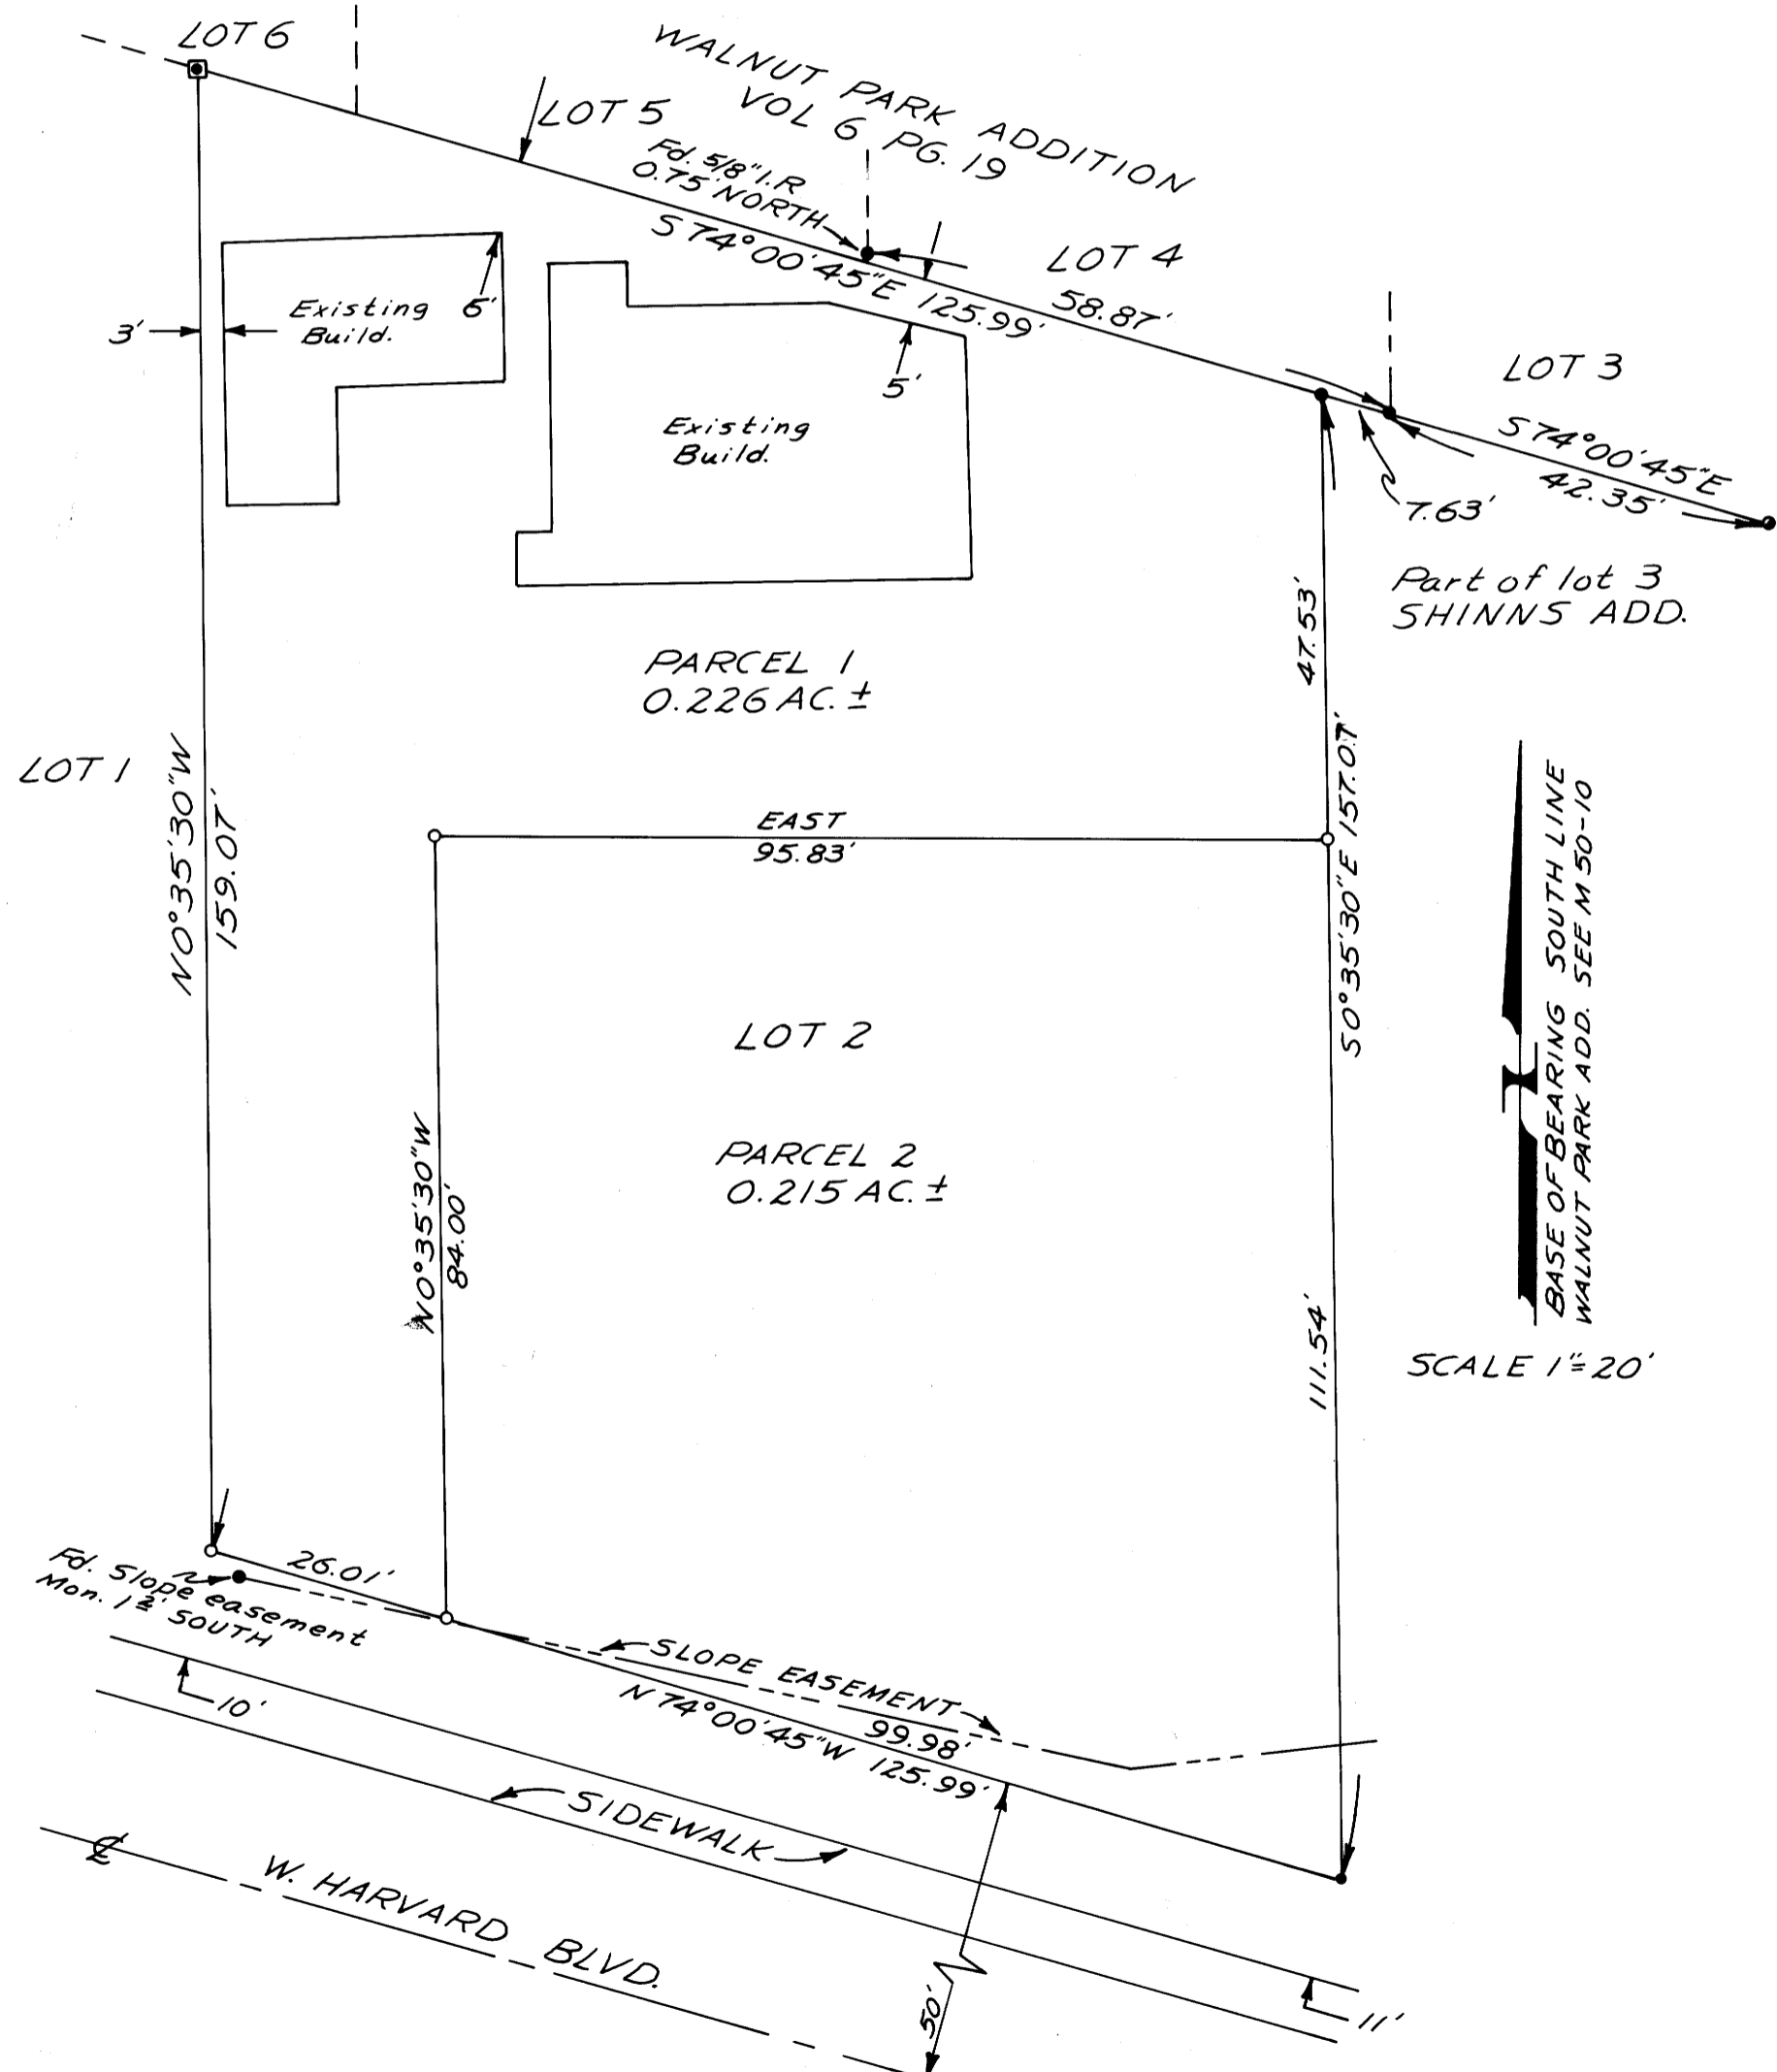 LOT 6
WALNUT PARK ADDITION
VOL 6 PG. 19
LOT 5
Fd. 5/8" I.R
0.75' NORTH
S 74°00'45"E 125.99'
LOT 4
58.87'
LOT 3
S 74°00'45"E
42.35'
7.63'
3'
Existing
Build.
6'
5'
Existing
Build.
Part of lot 3
SHINNS ADD.
47.53'
PARCEL 1
0.226 AC. ±
LOT 1
N0°35'30"W
159.07'
EAST
95.83'
S0°35'30"E 157.07'
LOT 2
PARCEL 2
0.215 AC. ±
N0°35'30"W
84.00'
111.54'
BASE OF BEARING SOUTH LINE
WALNUT PARK ADD. SEE M 50-10
SCALE 1"=20'
26.01'
Fd. Slope easement
Mon. 1 SOUTH
SLOPE EASEMENT
99.98'
N 74°00'45"W 125.99'
10'
SIDEWALK
W. HARVARD BLVD.
50'
11'